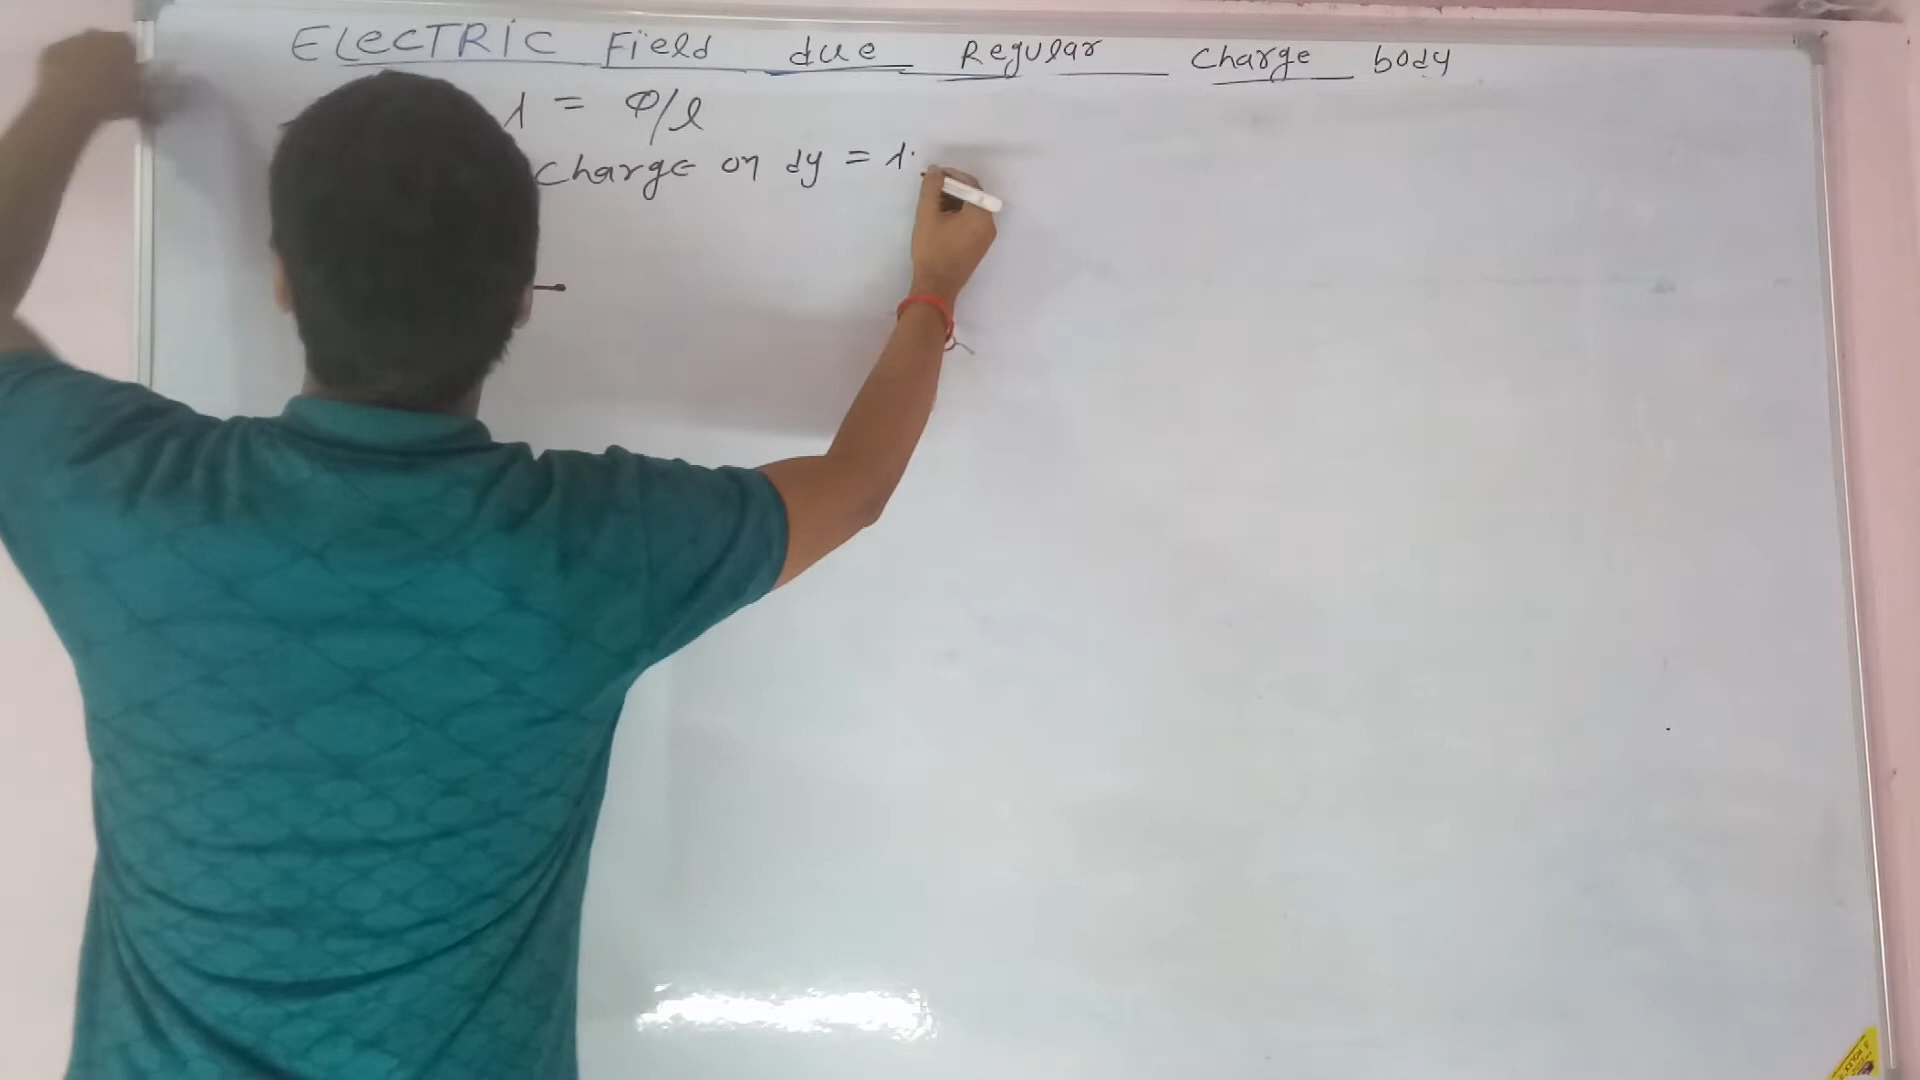 ELECTRIC Field due Regular Charge body
λ = Q/l
Charge on dy = λ.